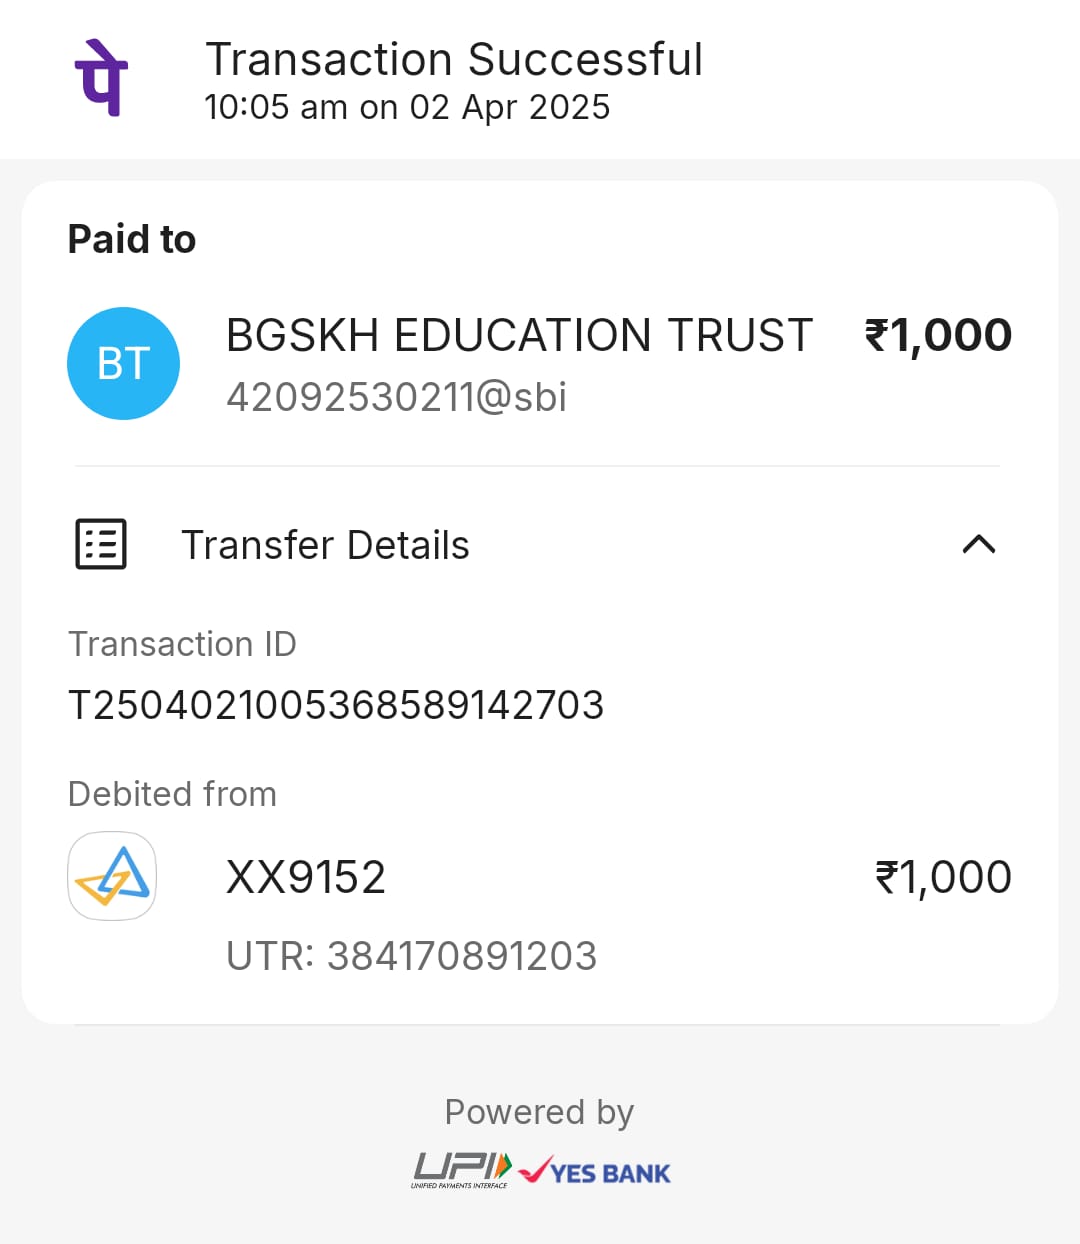 पे
Transaction Successful
10:05 am on 02 Apr 2025
Paid to
BT
BGSKH EDUCATION TRUST ₹1,000
42092530211@sbi
Transfer Details
Transaction ID
T2504021005368589142703
Debited from
XX9152 ₹1,000
UTR: 384170891203
Powered by
UPI YES BANK
UNIFIED PAYMENTS INTERFACE